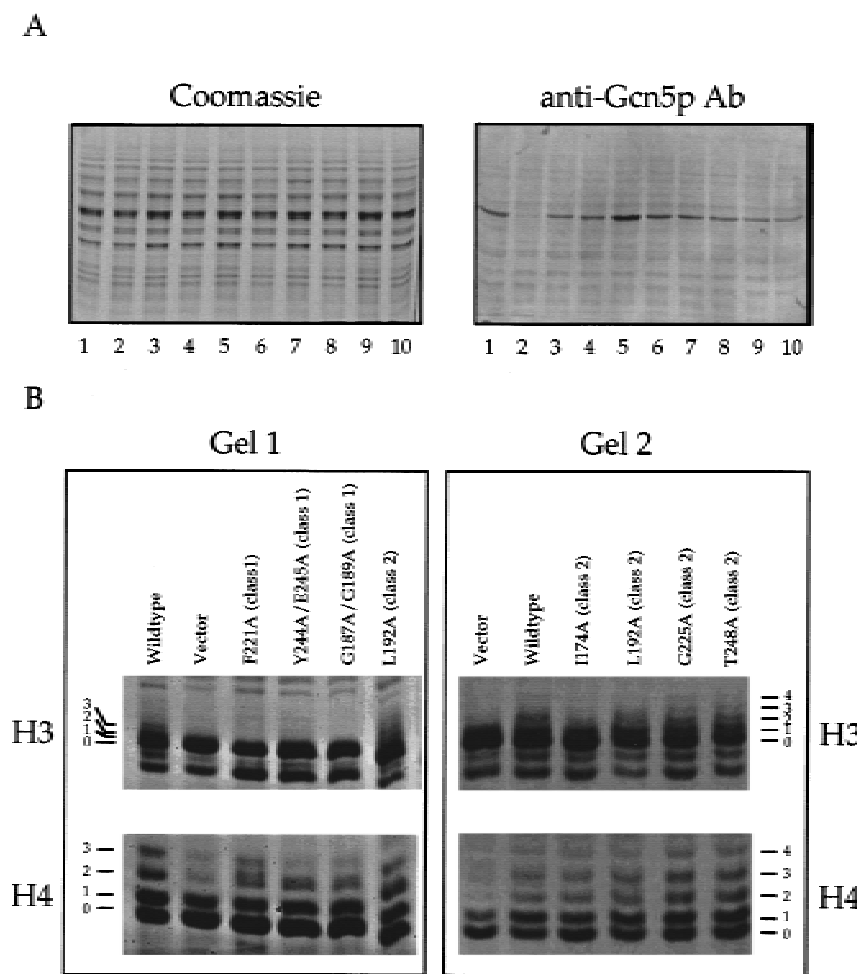 A
Coomassie
anti-Gcn5p Ab
1 2 3 4 5 6 7 8 9 10
1 2 3 4 5 6 7 8 9 10
B
Gel 1
Gel 2
Wildtype
Vector
F221A (class1)
Y244A/E245A (class 1)
G187A/G189A (class 1)
L192A (class 2)
Vector
Wildtype
I174A (class 2)
L192A (class 2)
G225A (class 2)
T248A (class 2)
H3
3
2
1
0
4
3
2
1
0
H3
H4
3
2
1
0
4
3
2
1
0
H4